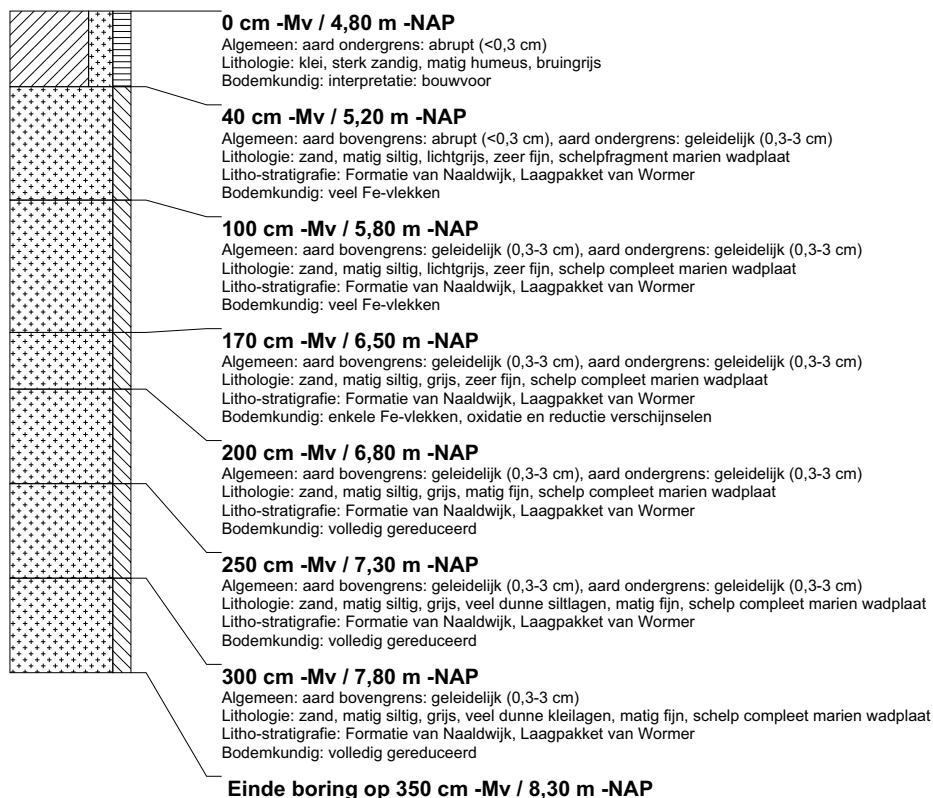 0 cm -Mv / 4,80 m -NAP
Algemeen: aard ondergrens: abrupt (<0,3 cm)
Lithologie: klei, sterk zandig, matig humeus, bruingrijs
Bodemkundig: interpretatie: bouwvoor
40 cm -Mv / 5,20 m -NAP
Algemeen: aard bovengrens: abrupt (<0,3 cm), aard ondergrens: geleidelijk (0,3-3 cm)
Lithologie: zand, matig siltig, lichtgrijs, zeer fijn, schelpfragment marien wadplaat
Litho-stratigrafie: Formatie van Naaldwijk, Laagpakket van Wormer
Bodemkundig: veel Fe-vlekken
100 cm -Mv / 5,80 m -NAP
Algemeen: aard bovengrens: geleidelijk (0,3-3 cm), aard ondergrens: geleidelijk (0,3-3 cm)
Lithologie: zand, matig siltig, lichtgrijs, zeer fijn, schelp compleet marien wadplaat
Litho-stratigrafie: Formatie van Naaldwijk, Laagpakket van Wormer
Bodemkundig: veel Fe-vlekken
170 cm -Mv / 6,50 m -NAP
Algemeen: aard bovengrens: geleidelijk (0,3-3 cm), aard ondergrens: geleidelijk (0,3-3 cm)
Lithologie: zand, matig siltig, grijs, zeer fijn, schelp compleet marien wadplaat
Litho-stratigrafie: Formatie van Naaldwijk, Laagpakket van Wormer
Bodemkundig: enkele Fe-vlekken, oxidatie en reductie verschijnselen
200 cm -Mv / 6,80 m -NAP
Algemeen: aard bovengrens: geleidelijk (0,3-3 cm), aard ondergrens: geleidelijk (0,3-3 cm)
Lithologie: zand, matig siltig, grijs, matig fijn, schelp compleet marien wadplaat
Litho-stratigrafie: Formatie van Naaldwijk, Laagpakket van Wormer
Bodemkundig: volledig gereduceerd
250 cm -Mv / 7,30 m -NAP
Algemeen: aard bovengrens: geleidelijk (0,3-3 cm), aard ondergrens: geleidelijk (0,3-3 cm)
Lithologie: zand, matig siltig, grijs, veel dunne siltlagen, matig fijn, schelp compleet marien wadplaat
Litho-stratigrafie: Formatie van Naaldwijk, Laagpakket van Wormer
Bodemkundig: volledig gereduceerd
300 cm -Mv / 7,80 m -NAP
Algemeen: aard bovengrens: geleidelijk (0,3-3 cm)
Lithologie: zand, matig siltig, grijs, veel dunne kleilagen, matig fijn, schelp compleet marien wadplaat
Litho-stratigrafie: Formatie van Naaldwijk, Laagpakket van Wormer
Bodemkundig: volledig gereduceerd
Einde boring op 350 cm -Mv / 8,30 m -NAP